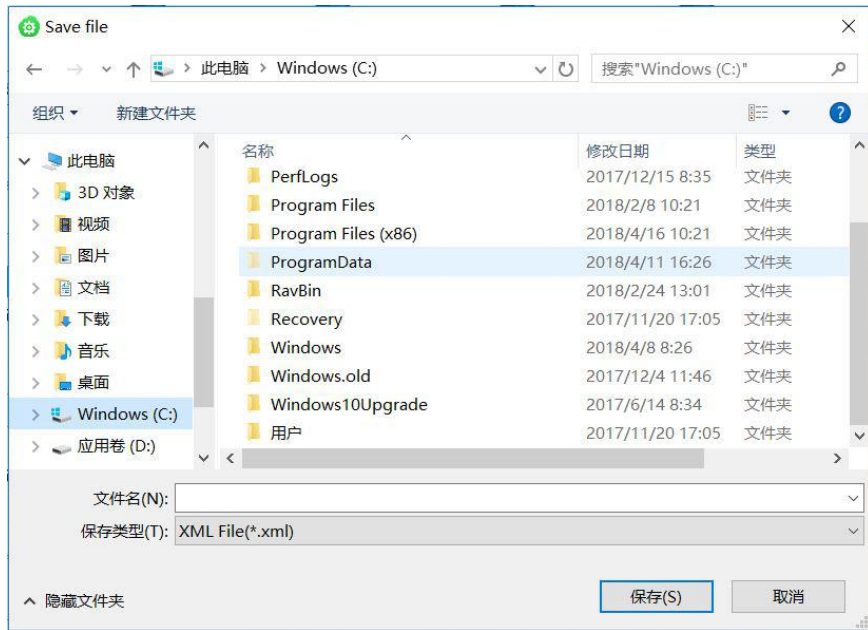 Save file
此电脑 > Windows (C:)
搜索"Windows (C:)"
组织 新建文件夹
?
名称 修改日期 类型
此电脑
3D 对象
视频
图片
文档
下载
音乐
桌面
Windows (C:)
应用卷 (D:)
PerfLogs 2017/12/15 8:35 文件夹
Program Files 2018/2/8 10:21 文件夹
Program Files (x86) 2018/4/16 10:21 文件夹
ProgramData 2018/4/11 16:26 文件夹
RavBin 2018/2/24 13:01 文件夹
Recovery 2017/11/20 17:05 文件夹
Windows 2018/4/8 8:26 文件夹
Windows.old 2017/12/4 11:46 文件夹
Windows10Upgrade 2017/6/14 8:34 文件夹
用户 2017/11/20 17:05 文件夹
文件名(N):
保存类型(T): XML File(*.xml)
隐藏文件夹
保存(S) 取消